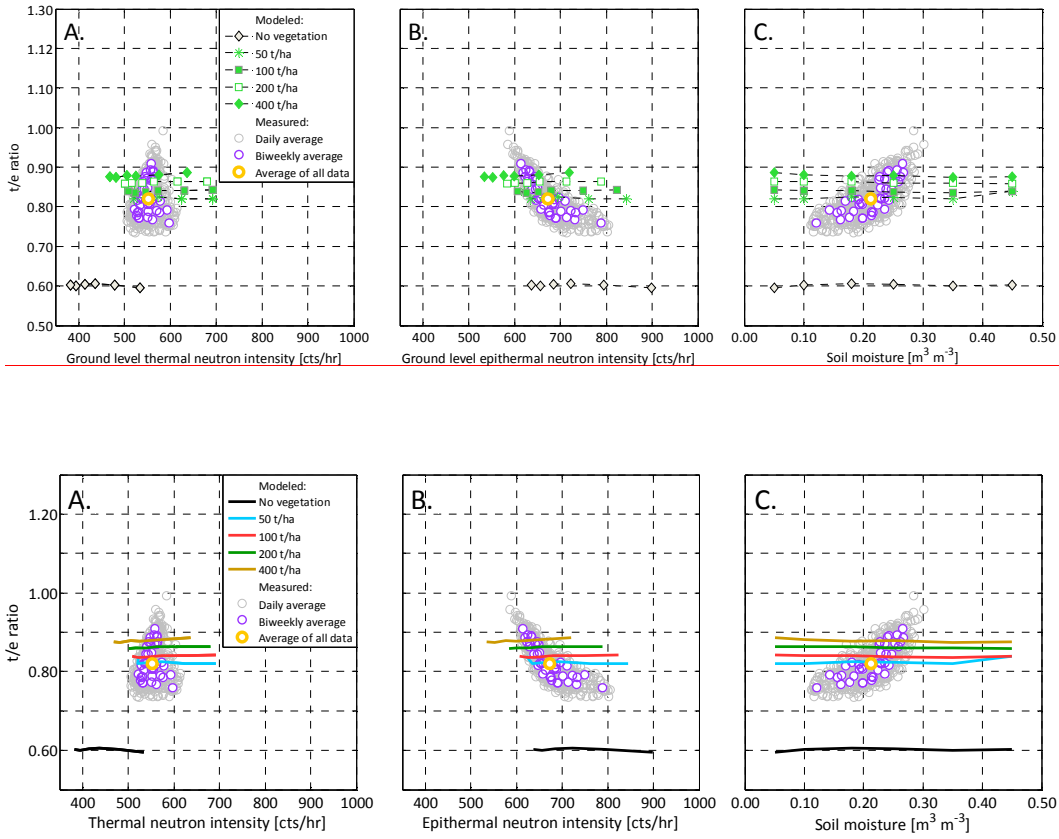 A.
B.
C.
t/e ratio
1.30
1.20
1.10
1.00
0.90
0.80
0.70
0.60
0.50
Modeled:
No vegetation
50 t/ha
100 t/ha
200 t/ha
400 t/ha
Measured:
Daily average
Biweekly average
Average of all data
400 500 600 700 800 900 1000
400 500 600 700 800 900 1000
0.00 0.10 0.20 0.30 0.40 0.50
Ground level thermal neutron intensity [cts/hr]
Ground level epithermal neutron intensity [cts/hr]
Soil moisture [m³ m⁻³]
A.
B.
C.
t/e ratio
1.20
1.00
0.80
0.60
Modeled:
No vegetation
50 t/ha
100 t/ha
200 t/ha
400 t/ha
Measured:
Daily average
Biweekly average
Average of all data
400 500 600 700 800 900 1000
400 500 600 700 800 900 1000
0.00 0.10 0.20 0.30 0.40 0.50
Thermal neutron intensity [cts/hr]
Epithermal neutron intensity [cts/hr]
Soil moisture [m³ m⁻³]